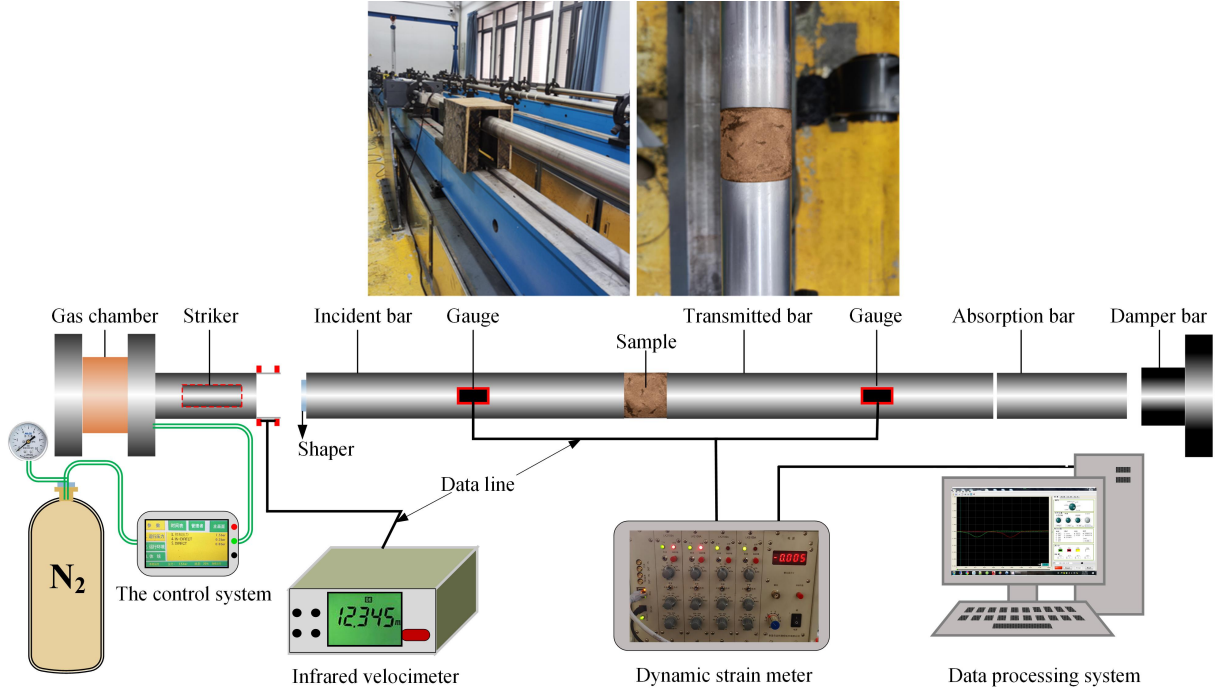 Gas chamber
Striker
Incident bar
Gauge
Transmitted bar
Gauge
Absorption bar
Damper bar
Sample
Shaper
Data line
N2
The control system
12.345m
-0.005
Infrared velocimeter
Dynamic strain meter
Data processing system